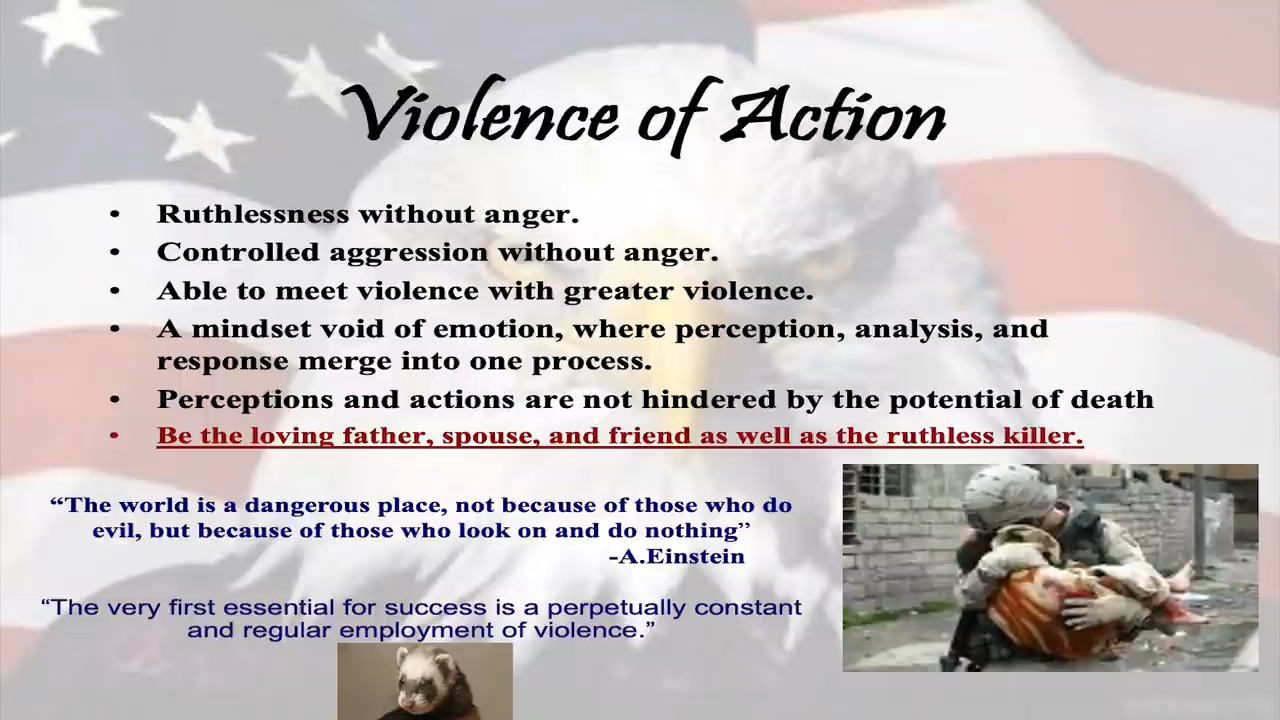 Violence of Action
• Ruthlessness without anger.
• Controlled aggression without anger.
• Able to meet violence with greater violence.
• A mindset void of emotion, where perception, analysis, and
response merge into one process.
• Perceptions and actions are not hindered by the potential of death
• Be the loving father, spouse, and friend as well as the ruthless killer.
“The world is a dangerous place, not because of those who do
evil, but because of those who look on and do nothing”
-A.Einstein
“The very first essential for success is a perpetually constant
and regular employment of violence.”